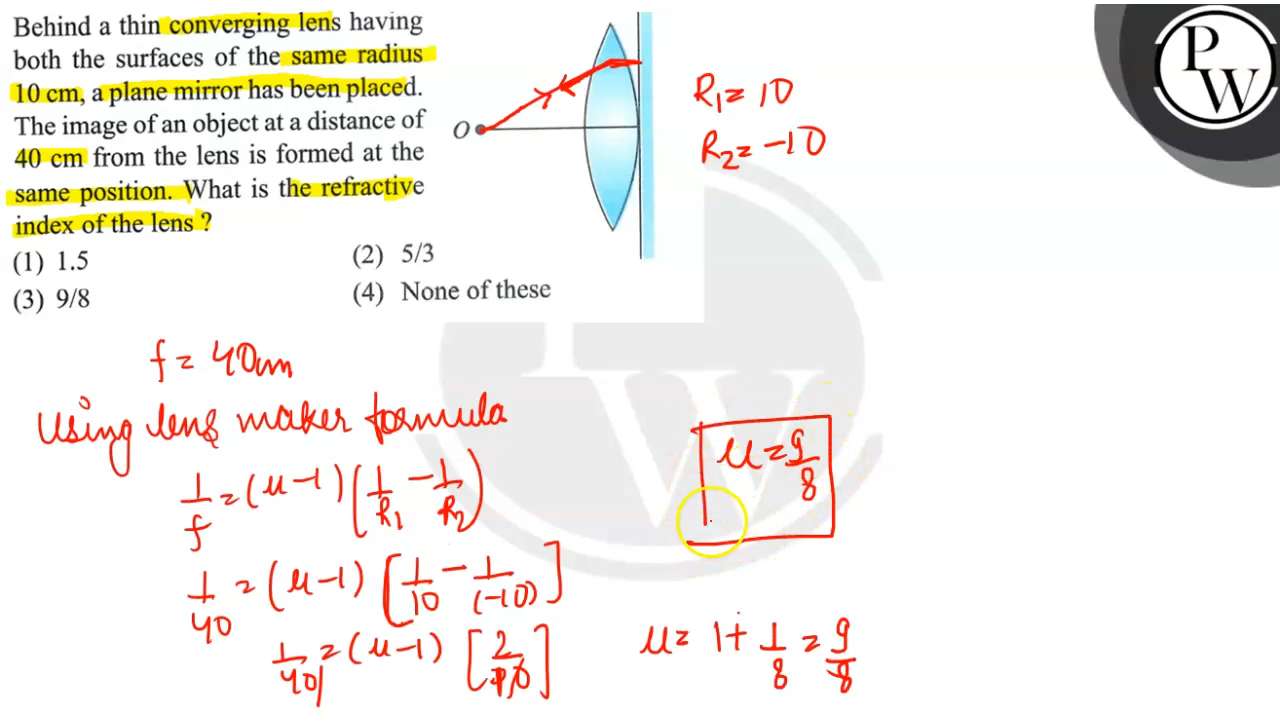 Behind a thin converging lens having
both the surfaces of the same radius
10 cm, a plane mirror has been placed.
The image of an object at a distance of
40 cm from the lens is formed at the
same position. What is the refractive
index of the lens ?
(1) 1.5 (2) 5/3
(3) 9/8 (4) None of these
O
R₁ = 10
R₂ = -10
P
W
f = 40cm
Using lens maker formula
1/f = (μ-1) (1/R₁ - 1/R₂)
1/40 = (μ-1) [1/10 - 1/(-10)]
1/40 = (μ-1) [2/10]
μ = 9/8
μ = 1 + 1/8 = 9/8